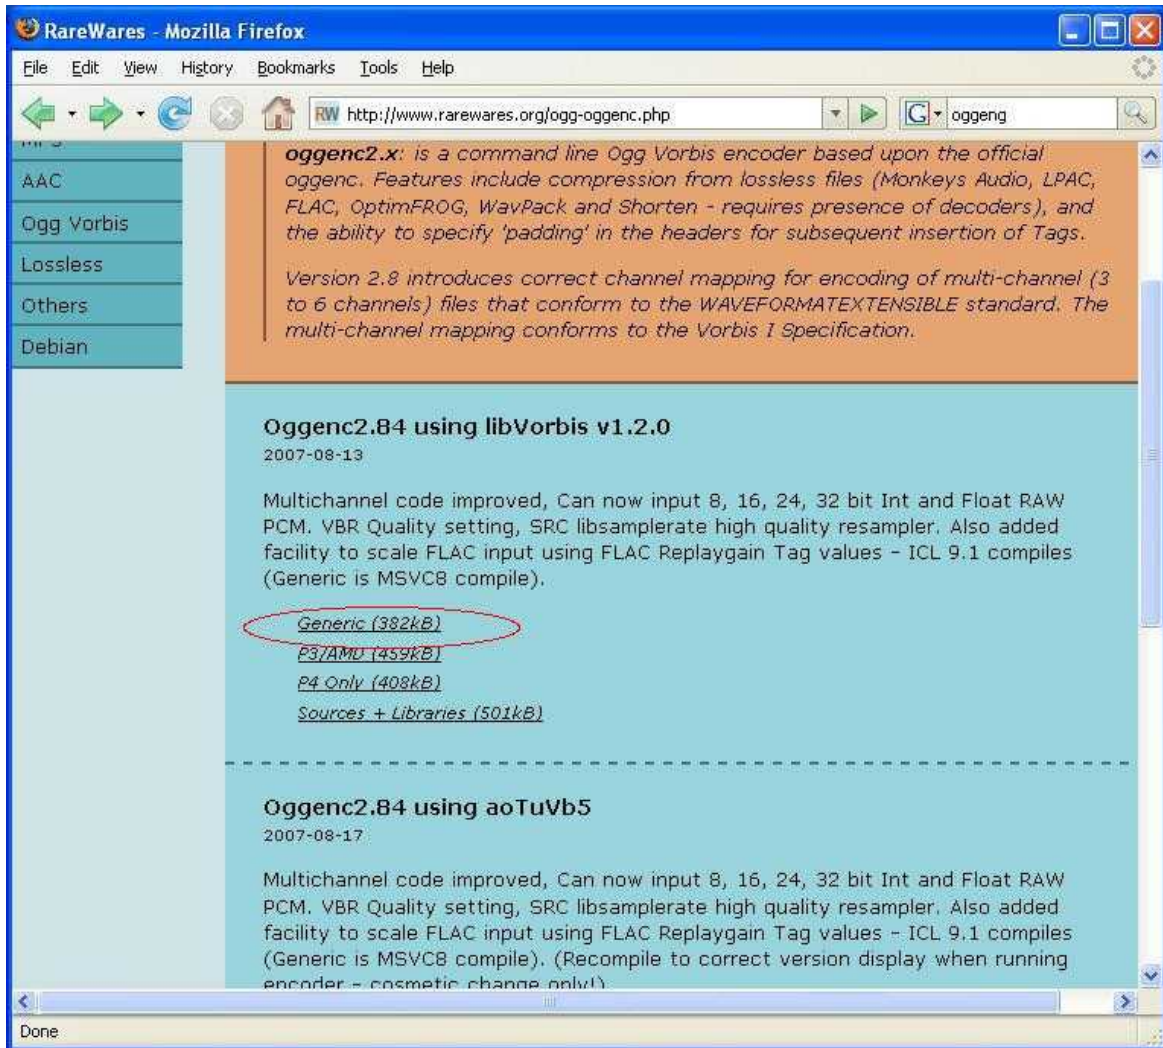 RareWares - Mozilla Firefox
File Edit View History Bookmarks Tools Help
RW http://www.rarewares.org/ogg-oggenc.php G oggeng
AAC
Ogg Vorbis
Lossless
Others
Debian
oggenc2.x: is a command line Ogg Vorbis encoder based upon the official
oggenc. Features include compression from lossless files (Monkeys Audio, LPAC,
FLAC, OptimFROG, WavPack and Shorten - requires presence of decoders), and
the ability to specify 'padding' in the headers for subsequent insertion of Tags.
Version 2.8 introduces correct channel mapping for encoding of multi-channel (3
to 6 channels) files that conform to the WAVEFORMATEXTENSIBLE standard. The
multi-channel mapping conforms to the Vorbis I Specification.
Oggenc2.84 using libVorbis v1.2.0
2007-08-13
Multichannel code improved, Can now input 8, 16, 24, 32 bit Int and Float RAW
PCM. VBR Quality setting, SRC libsamplerate high quality resampler. Also added
facility to scale FLAC input using FLAC Replaygain Tag values – ICL 9.1 compiles
(Generic is MSVC8 compile).
Generic (382kB)
P3/AMD (459kB)
P4 Only (408kB)
Sources + Libraries (501kB)
Oggenc2.84 using aoTuVb5
2007-08-17
Multichannel code improved, Can now input 8, 16, 24, 32 bit Int and Float RAW
PCM. VBR Quality setting, SRC libsamplerate high quality resampler. Also added
facility to scale FLAC input using FLAC Replaygain Tag values – ICL 9.1 compiles
(Generic is MSVC8 compile). (Recompile to correct version display when running
encoder – cosmetic change only!)
Done